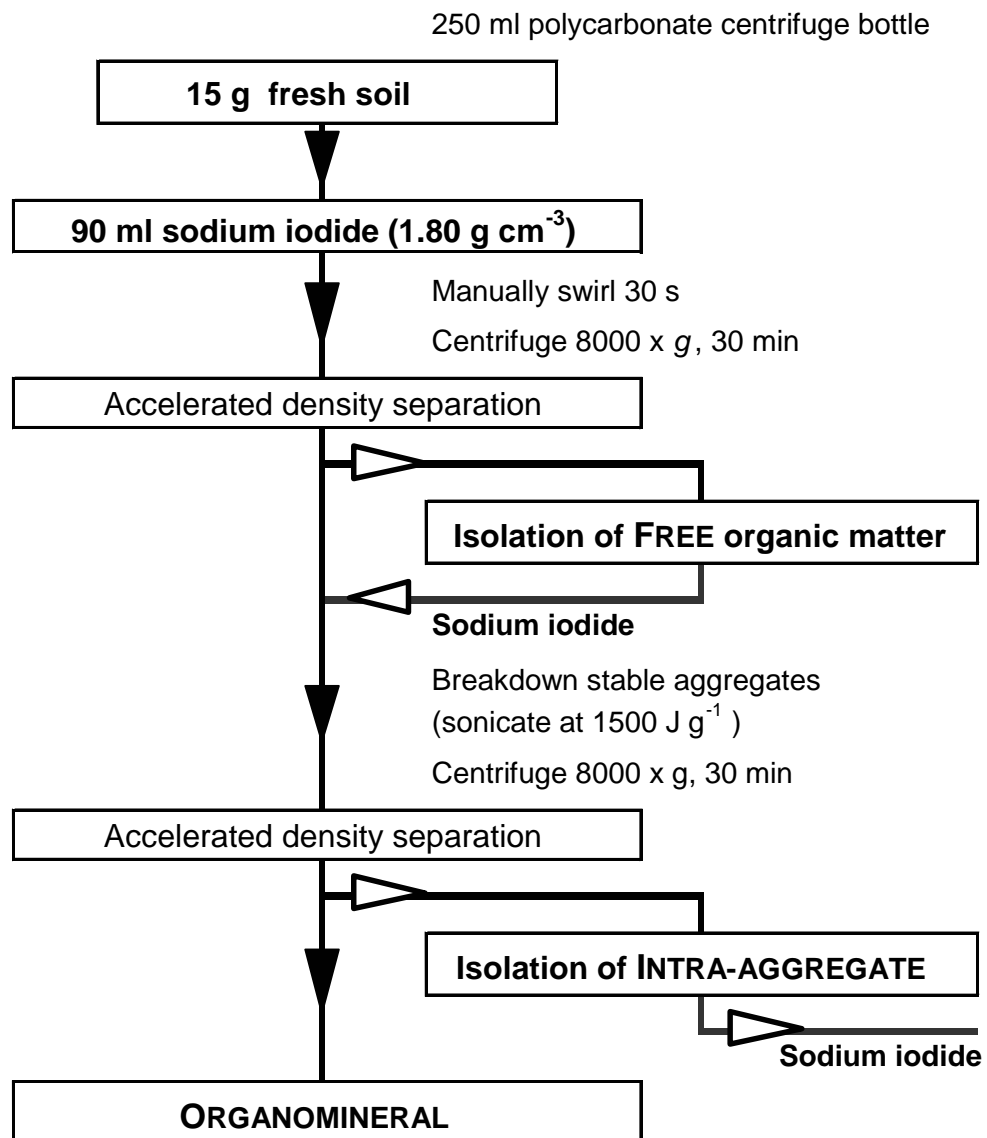 250 ml polycarbonate centrifuge bottle
15 g fresh soil
90 ml sodium iodide (1.80 g cm⁻³)
Manually swirl 30 s
Centrifuge 8000 x g, 30 min
Accelerated density separation
Isolation of FREE organic matter
Sodium iodide
Breakdown stable aggregates
(sonicate at 1500 J g⁻¹ )
Centrifuge 8000 x g, 30 min
Accelerated density separation
Isolation of INTRA-AGGREGATE
Sodium iodide
ORGANOMINERAL